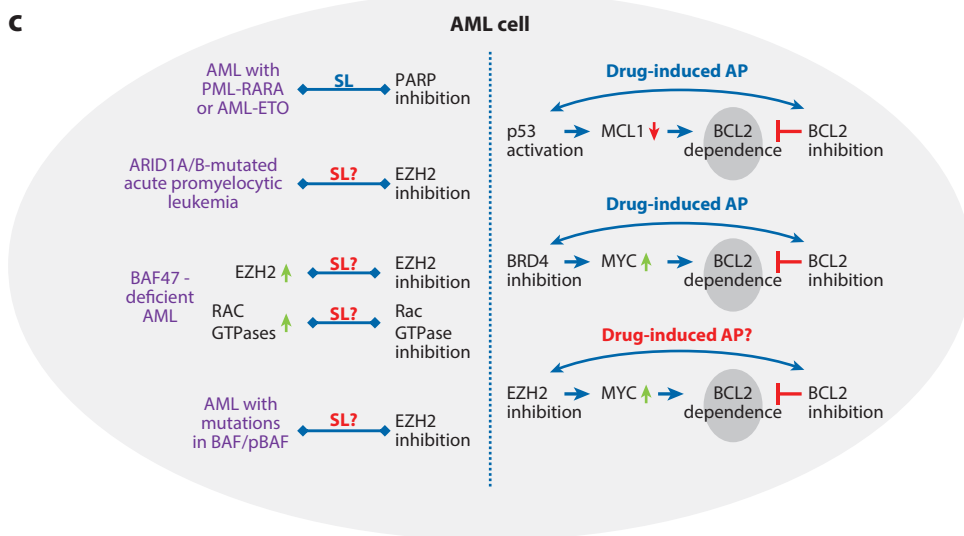 c
AML cell
AML with
PML-RARA
or AML-ETO
SL
PARP
inhibition
ARID1A/B-mutated
acute promyelocytic
leukemia
SL?
EZH2
inhibition
BAF47 -
deficient
AML
EZH2
SL?
EZH2
inhibition
RAC
GTPases
SL?
Rac
GTPase
inhibition
AML with
mutations
in BAF/pBAF
SL?
EZH2
inhibition
Drug-induced AP
p53
activation
MCL1
BCL2
dependence
BCL2
inhibition
Drug-induced AP
BRD4
inhibition
MYC
BCL2
dependence
BCL2
inhibition
Drug-induced AP?
EZH2
inhibition
MYC
BCL2
dependence
BCL2
inhibition